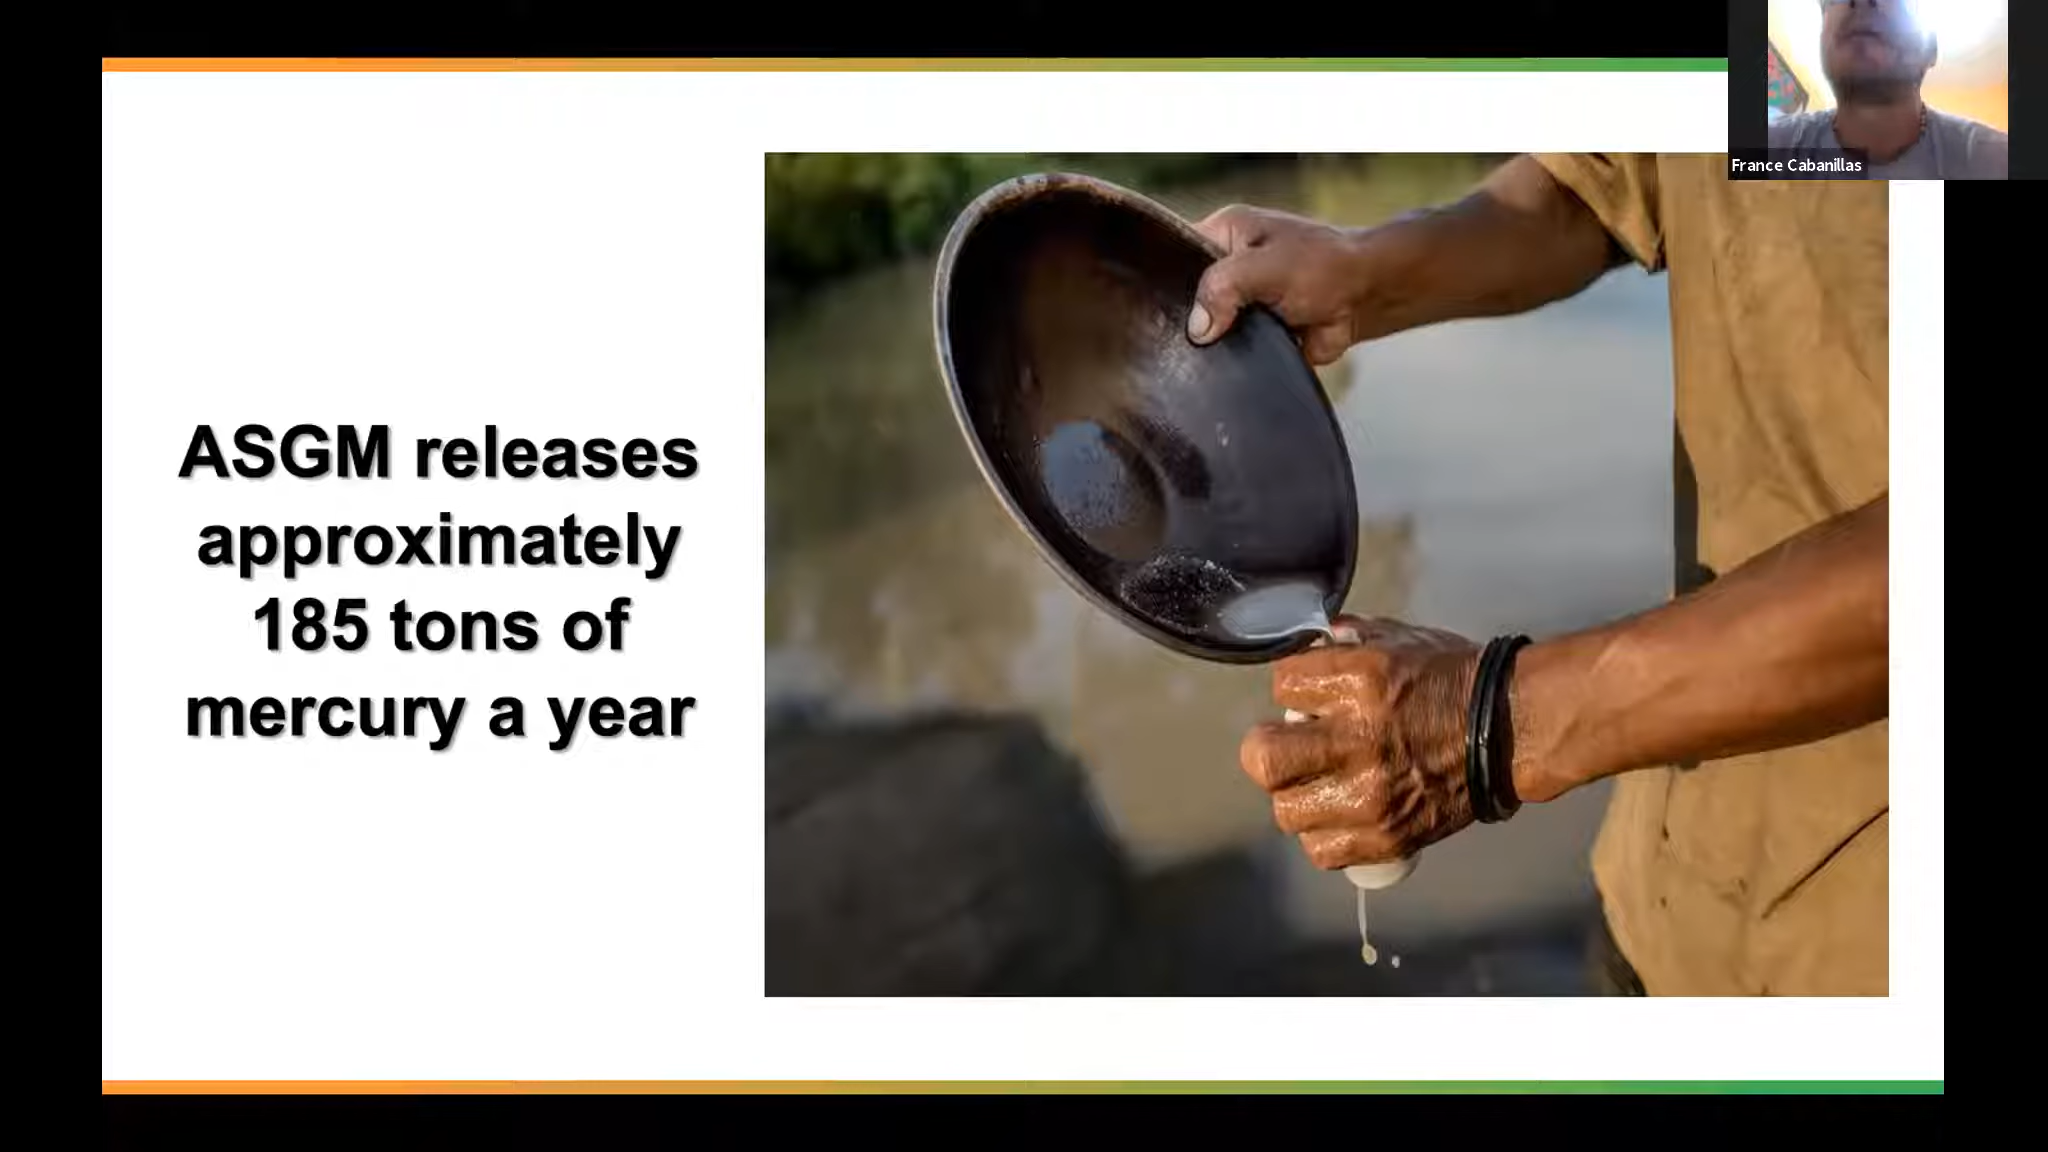 France Cabanillas
ASGM releases
approximately
185 tons of
mercury a year